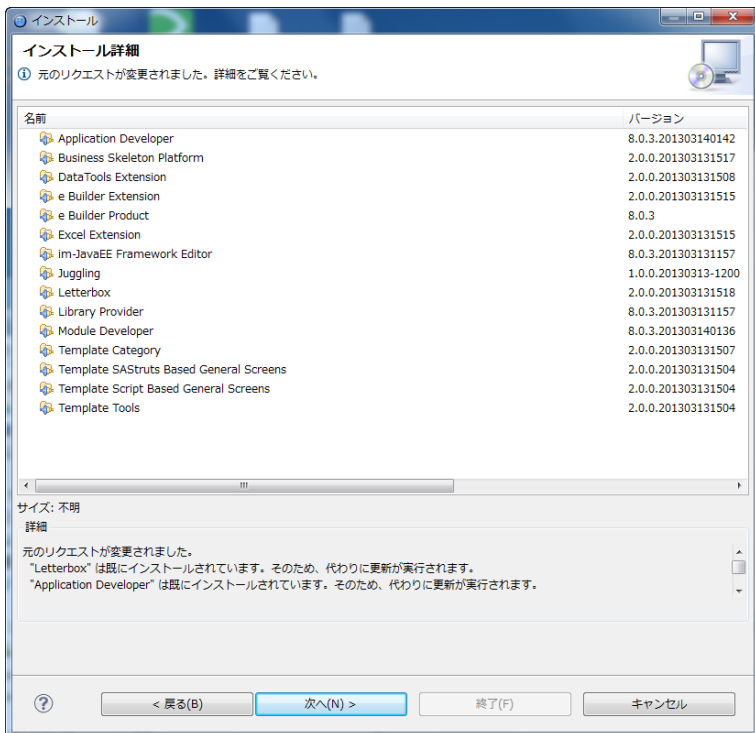 インストール
インストール詳細
元のリクエストが変更されました。詳細をご覧ください。
名前 バージョン
Application Developer 8.0.3.201303140142
Business Skeleton Platform 2.0.0.201303131517
DataTools Extension 2.0.0.201303131508
e Builder Extension 2.0.0.201303131515
e Builder Product 8.0.3
Excel Extension 2.0.0.201303131515
im-JavaEE Framework Editor 8.0.3.201303131157
Juggling 1.0.0.20130313-1200
Letterbox 2.0.0.201303131518
Library Provider 8.0.3.201303131157
Module Developer 8.0.3.201303140136
Template Category 2.0.0.201303131507
Template SAStruts Based General Screens 2.0.0.201303131504
Template Script Based General Screens 2.0.0.201303131504
Template Tools 2.0.0.201303131504
サイズ: 不明
詳細
元のリクエストが変更されました。
"Letterbox" は既にインストールされています。そのため、代わりに更新が実行されます。
"Application Developer" は既にインストールされています。そのため、代わりに更新が実行されます。
< 戻る(B) 次へ(N) > 終了(F) キャンセル